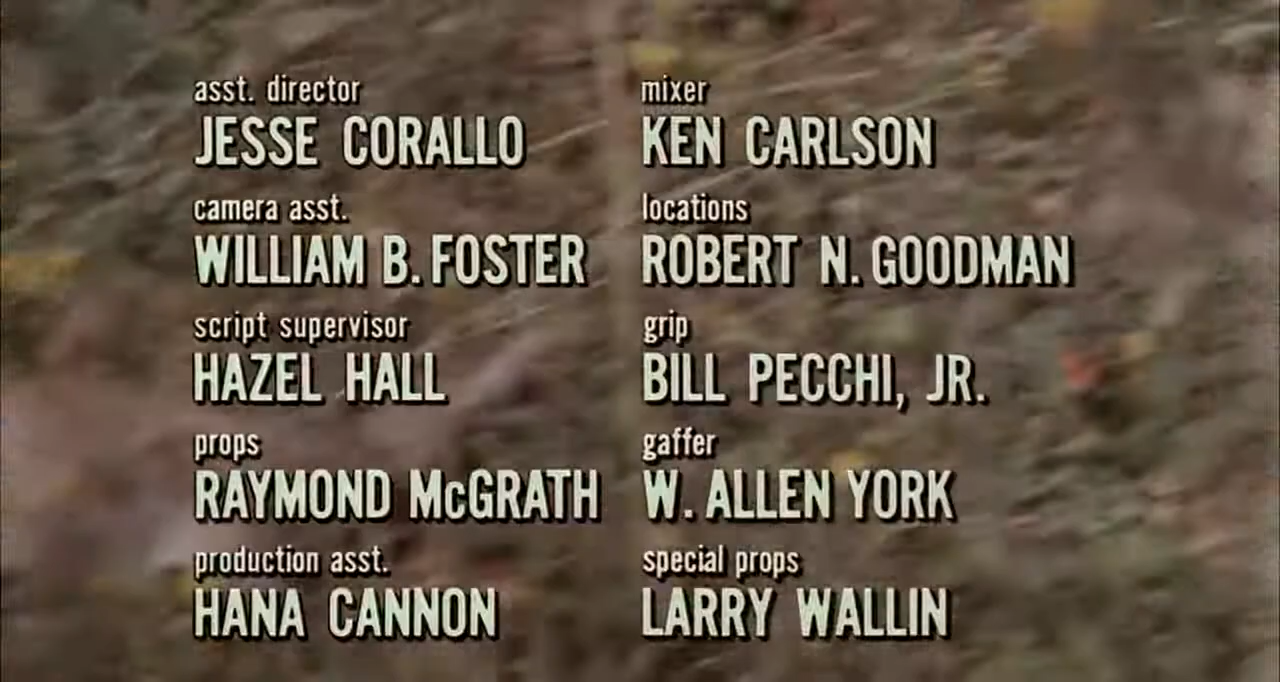 asst. director
JESSE CORALLO
camera asst.
WILLIAM B. FOSTER
script supervisor
HAZEL HALL
props
RAYMOND McGRATH
production asst.
HANA CANNON
mixer
KEN CARLSON
locations
ROBERT N. GOODMAN
grip
BILL PECCHI, JR.
gaffer
W. ALLEN YORK
special props
LARRY WALLIN